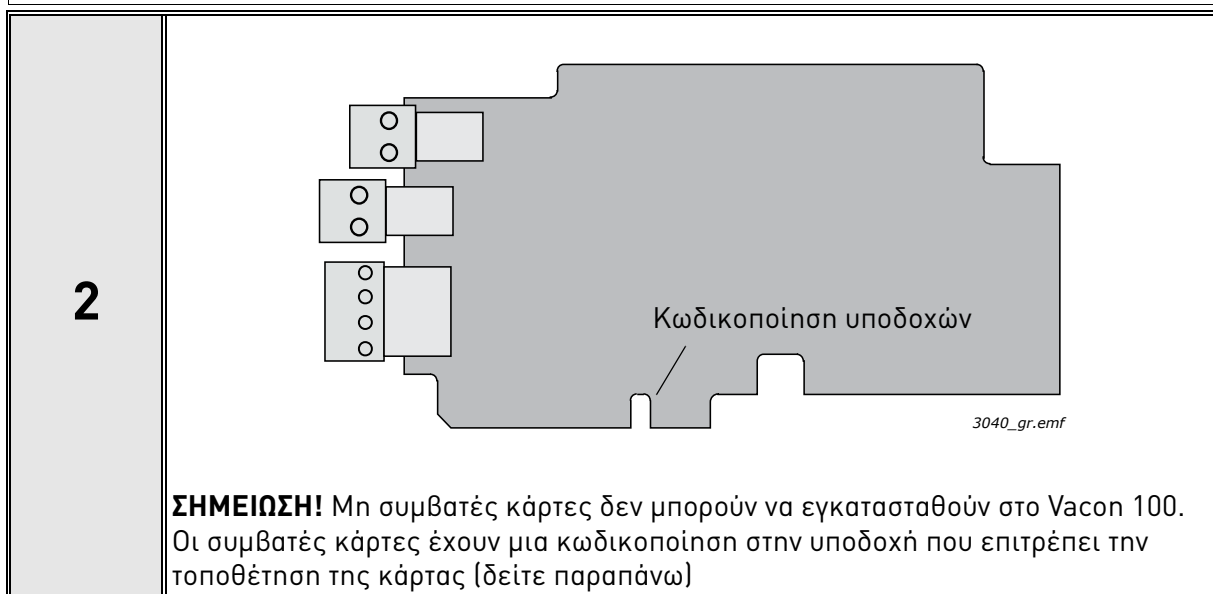 2
Κωδικοποίηση υποδοχών
3040_gr.emf
ΣΗΜΕΙΩΣΗ! Μη συμβατές κάρτες δεν μπορούν να εγκατασταθούν στο Vacon 100.
Οι συμβατές κάρτες έχουν μια κωδικοποίηση στην υποδοχή που επιτρέπει την
τοποθέτηση της κάρτας (δείτε παραπάνω)